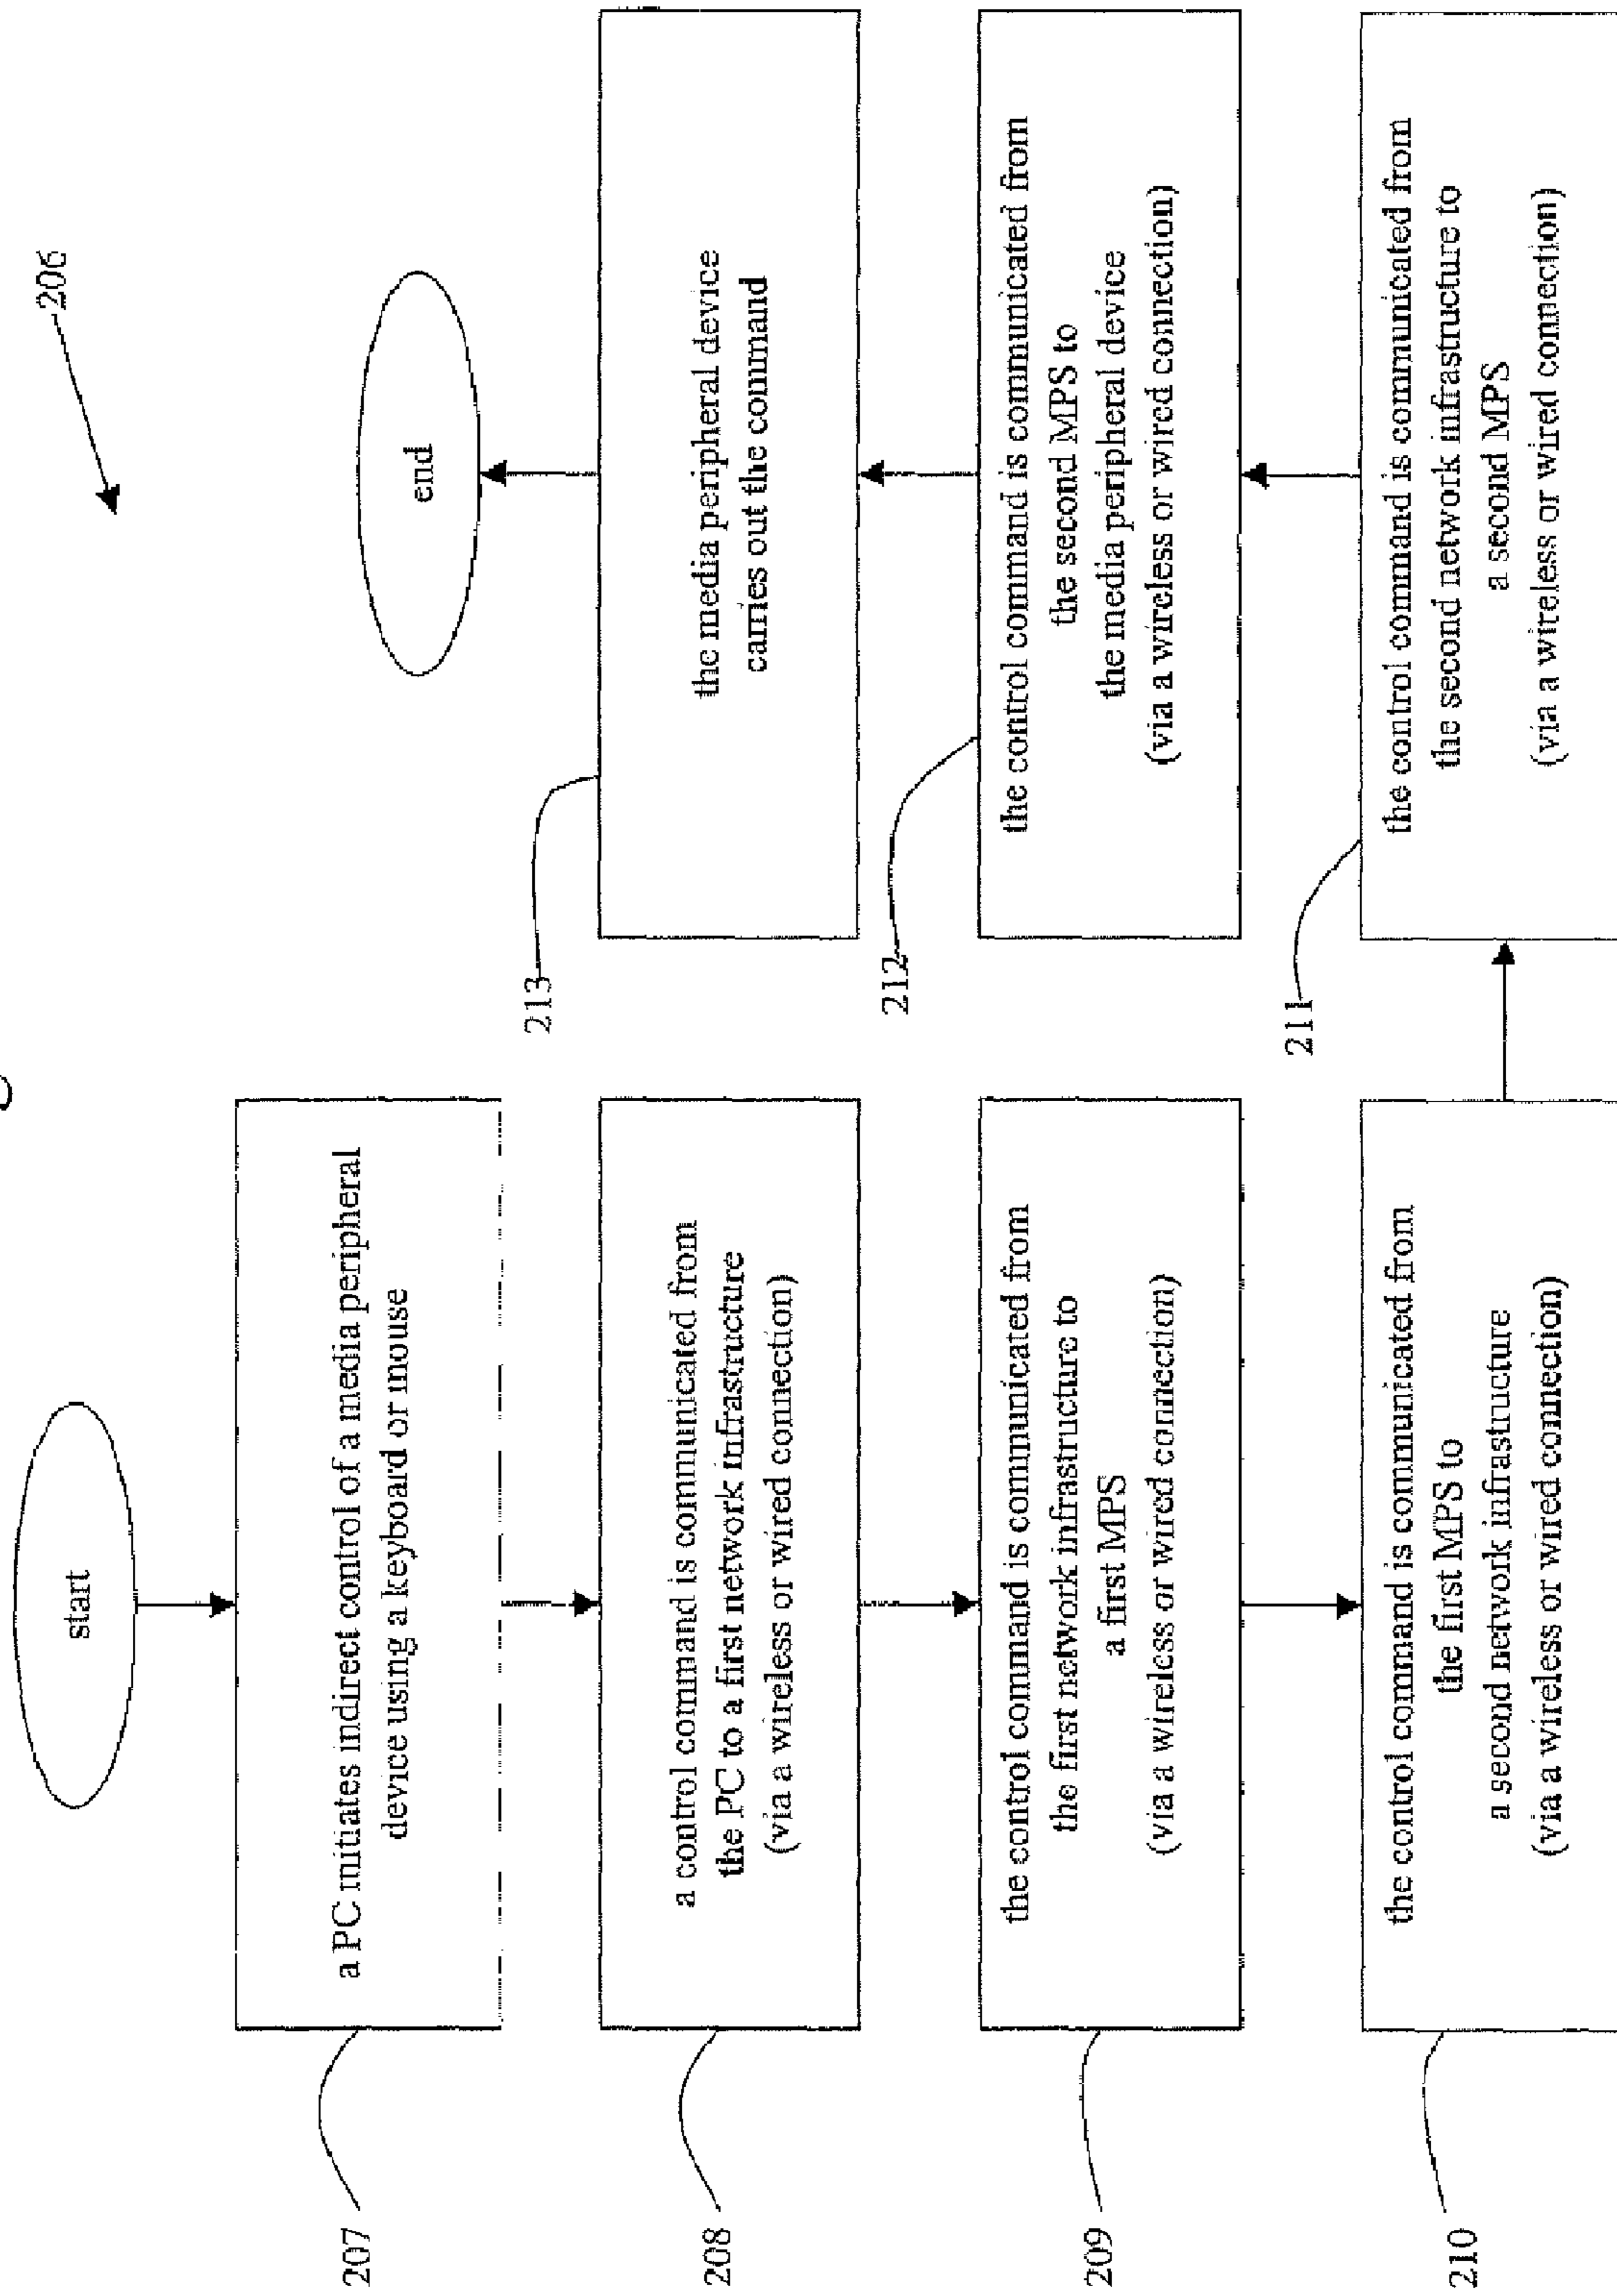 206
start
a PC initiates indirect control of a media peripheral
device using a keyboard or mouse
207
a control command is communicated from
the PC to a first network infrastructure
(via a wireless or wired connection)
208
the control command is communicated from
the first network infrastructure to
a first MPS
(via a wireless or wired connection)
209
the control command is communicated from
the first MPS to
a second network infrastructure
(via a wireless or wired connection)
210
the control command is communicated from
the second network infrastructure to
a second MPS
(via a wireless or wired connection)
211
the control command is communicated from
the second MPS to
the media peripheral device
(via a wireless or wired connection)
212
the media peripheral device
carries out the command
213
end